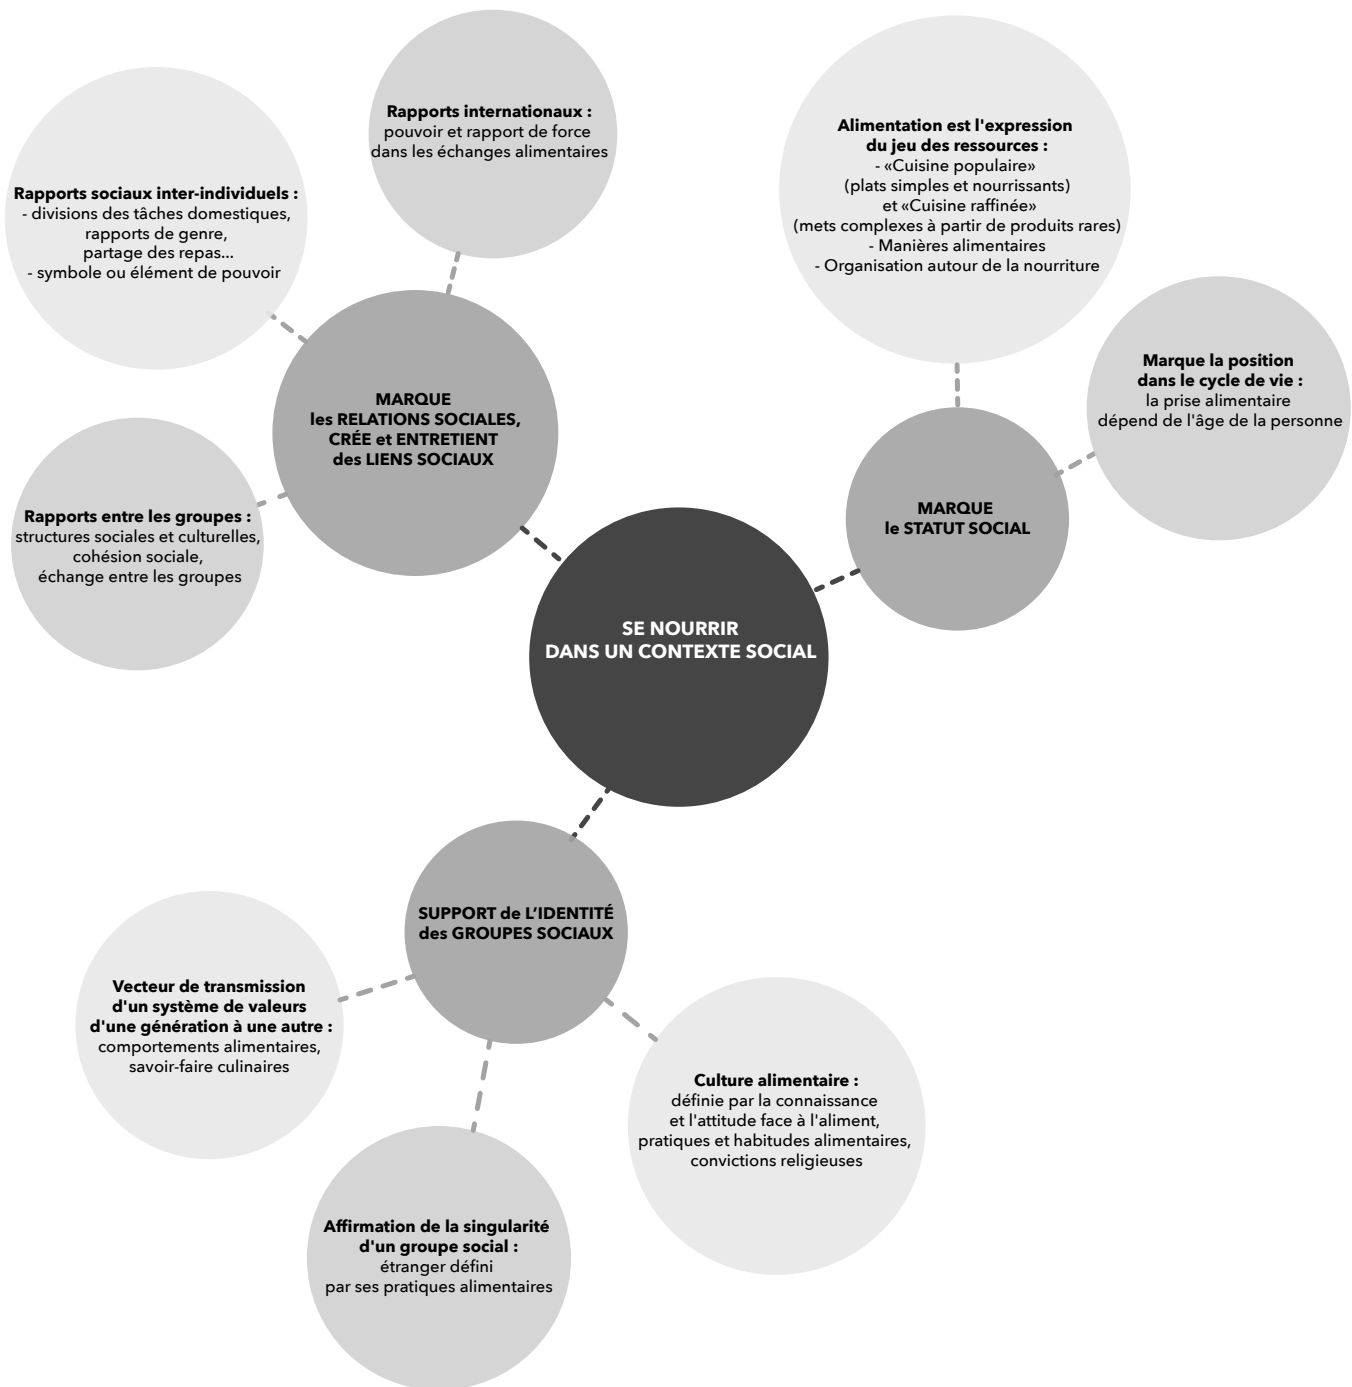 Rapports internationaux :
pouvoir et rapport de force
dans les échanges alimentaires
Alimentation est l'expression
du jeu des ressources :
- «Cuisine populaire»
(plats simples et nourrissants)
et «Cuisine raffinée»
(mets complexes à partir de produits rares)
- Manières alimentaires
- Organisation autour de la nourriture
Rapports sociaux inter-individuels :
- divisions des tâches domestiques,
rapports de genre,
partage des repas...
- symbole ou élément de pouvoir
Marque la position
dans le cycle de vie :
la prise alimentaire
dépend de l'âge de la personne
MARQUE
les RELATIONS SOCIALES,
CRÉE et ENTRETIENT
des LIENS SOCIAUX
Rapports entre les groupes :
structures sociales et culturelles,
cohésion sociale,
échange entre les groupes
MARQUE
le STATUT SOCIAL
SE NOURRIR
DANS UN CONTEXTE SOCIAL
SUPPORT de L’IDENTITÉ
des GROUPES SOCIAUX
Vecteur de transmission
d'un système de valeurs
d'une génération à une autre :
comportements alimentaires,
savoir-faire culinaires
Culture alimentaire :
définie par la connaissance
et l'attitude face à l'aliment,
pratiques et habitudes alimentaires,
convictions religieuses
Affirmation de la singularité
d'un groupe social :
étranger défini
par ses pratiques alimentaires